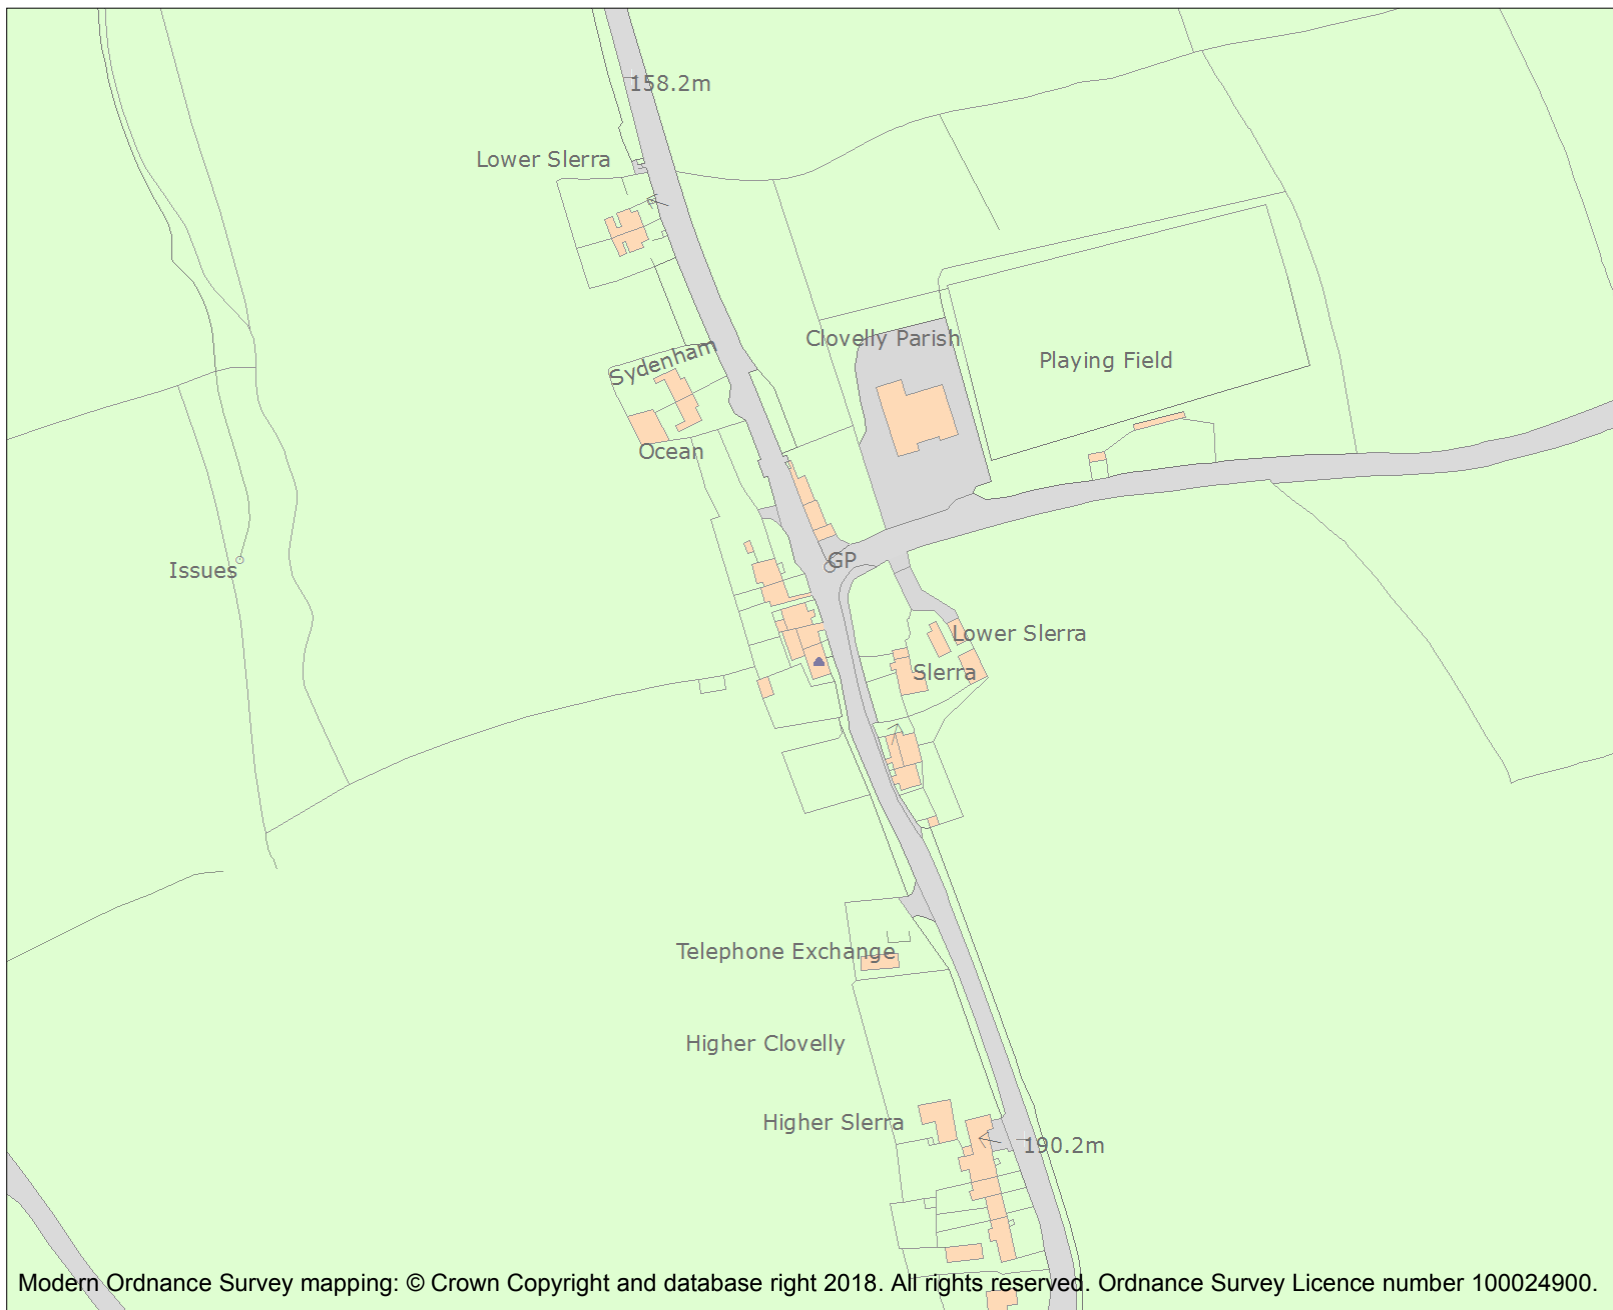 158.2m
Lower Slerra
Clovelly Parish
Sydenham
Playing Field
Ocean
GP
Issues
Lower Slerra
Slerra
Telephone Exchange
Higher Clovelly
Higher Slerra
190.2m
Modern Ordnance Survey mapping: © Crown Copyright and database right 2018. All rights reserved. Ordnance Survey Licence number 100024900.